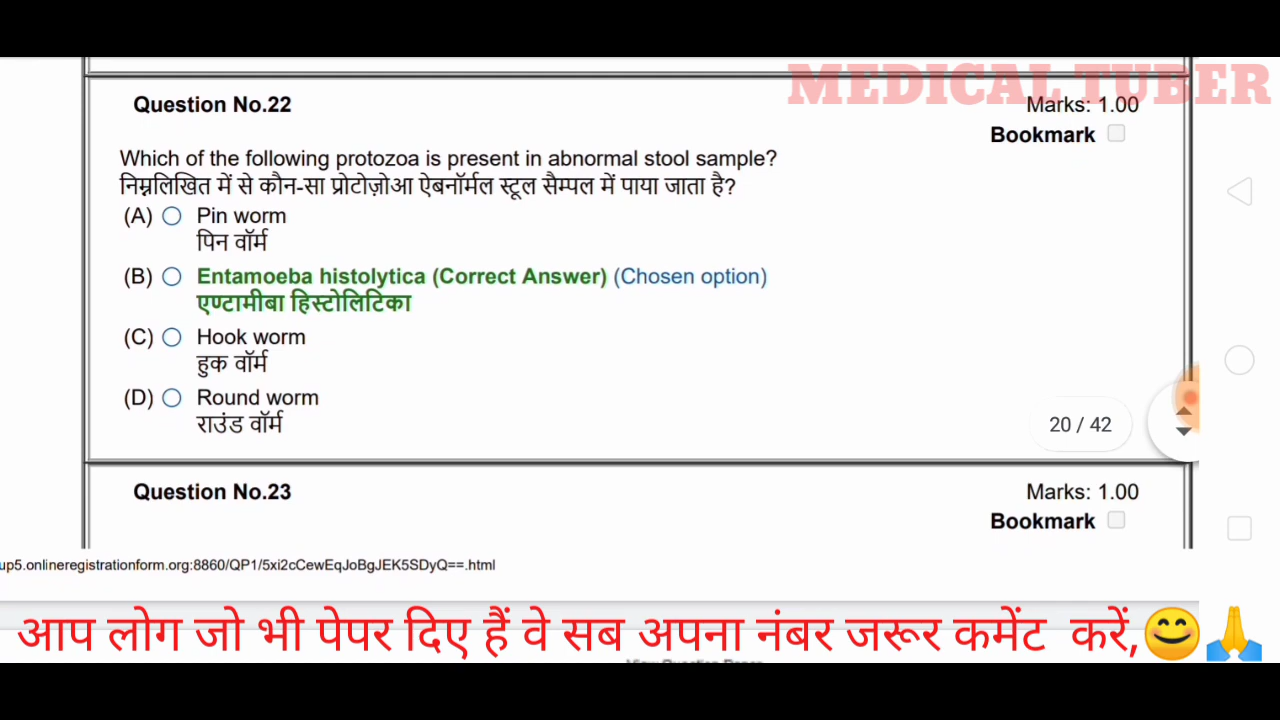 MEDICAL TUBER
Question No.22
Marks: 1.00
Bookmark
Which of the following protozoa is present in abnormal stool sample?
निम्नलिखित में से कौन-सा प्रोटोज़ोआ ऐबनॉर्मल स्टूल सैम्पल में पाया जाता है?
(A) Pin worm
पिन वॉर्म
(B) Entamoeba histolytica (Correct Answer) (Chosen option)
एण्टामीबा हिस्टोलिटिका
(C) Hook worm
हुक वॉर्म
(D) Round worm
राउंड वॉर्म
20 / 42
Question No.23
Marks: 1.00
Bookmark
up5.onlineregistrationform.org:8860/QP1/5xi2cCewEqJoBgJEK5SDyQ==.html
आप लोग जो भी पेपर दिए हैं वे सब अपना नंबर जरूर कमेंट करें,😊🙏